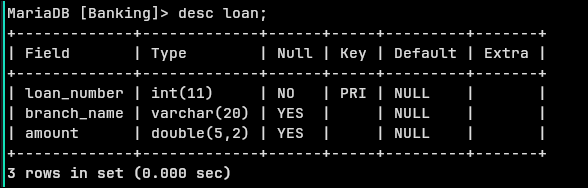 MariaDB [Banking]> desc loan;
+-------------+-------------+------+-----+---------+-------+
| Field       | Type        | Null | Key | Default | Extra |
+-------------+-------------+------+-----+---------+-------+
| loan_number | int(11)     | NO   | PRI | NULL    |       |
| branch_name | varchar(20) | YES  |     | NULL    |       |
| amount      | double(5,2) | YES  |     | NULL    |       |
+-------------+-------------+------+-----+---------+-------+
3 rows in set (0.000 sec)